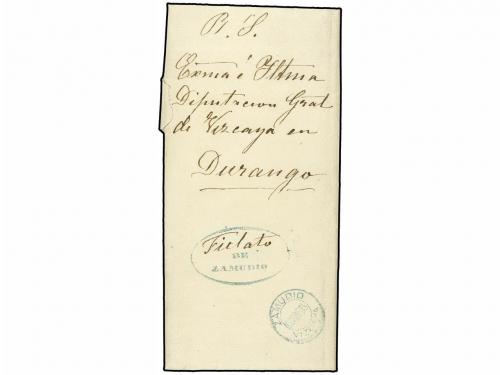 R. S.
Exma é Iltma
Diputacion Gral
de Vizcaya en
Durango
Fielato
DE
ZAMUDIO
ZAMUDIO